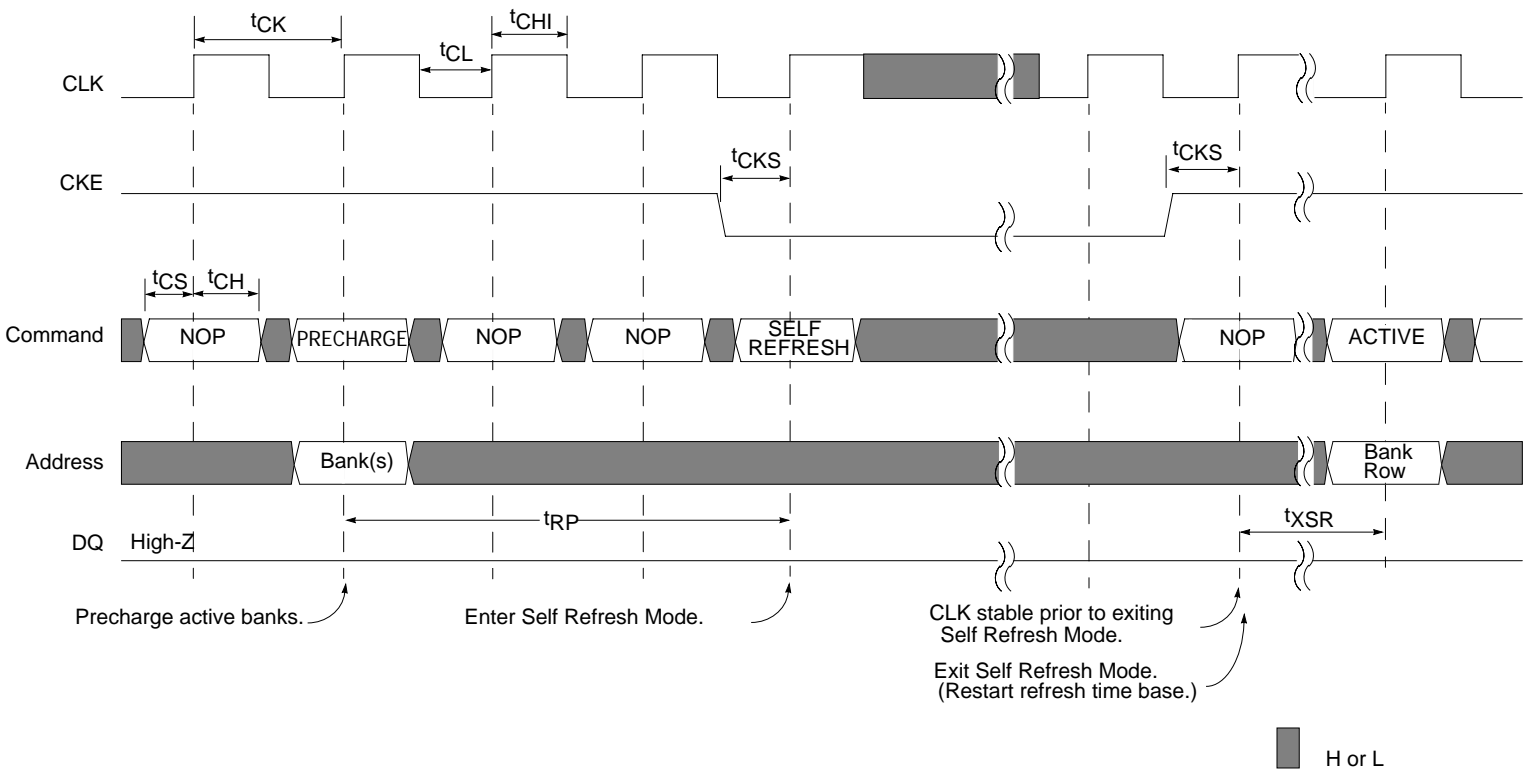 tCK
tCHI
tCL
CLK
tCKS
tCKS
CKE
tCS
tCH
Command
NOP
PRECHARGE
NOP
NOP
SELF
REFRESH
NOP
ACTIVE
Address
Bank(s)
Bank
Row
tRP
tXSR
DQ
High-Z
Precharge active banks.
Enter Self Refresh Mode.
CLK stable prior to exiting
Self Refresh Mode.
Exit Self Refresh Mode.
(Restart refresh time base.)
H or L